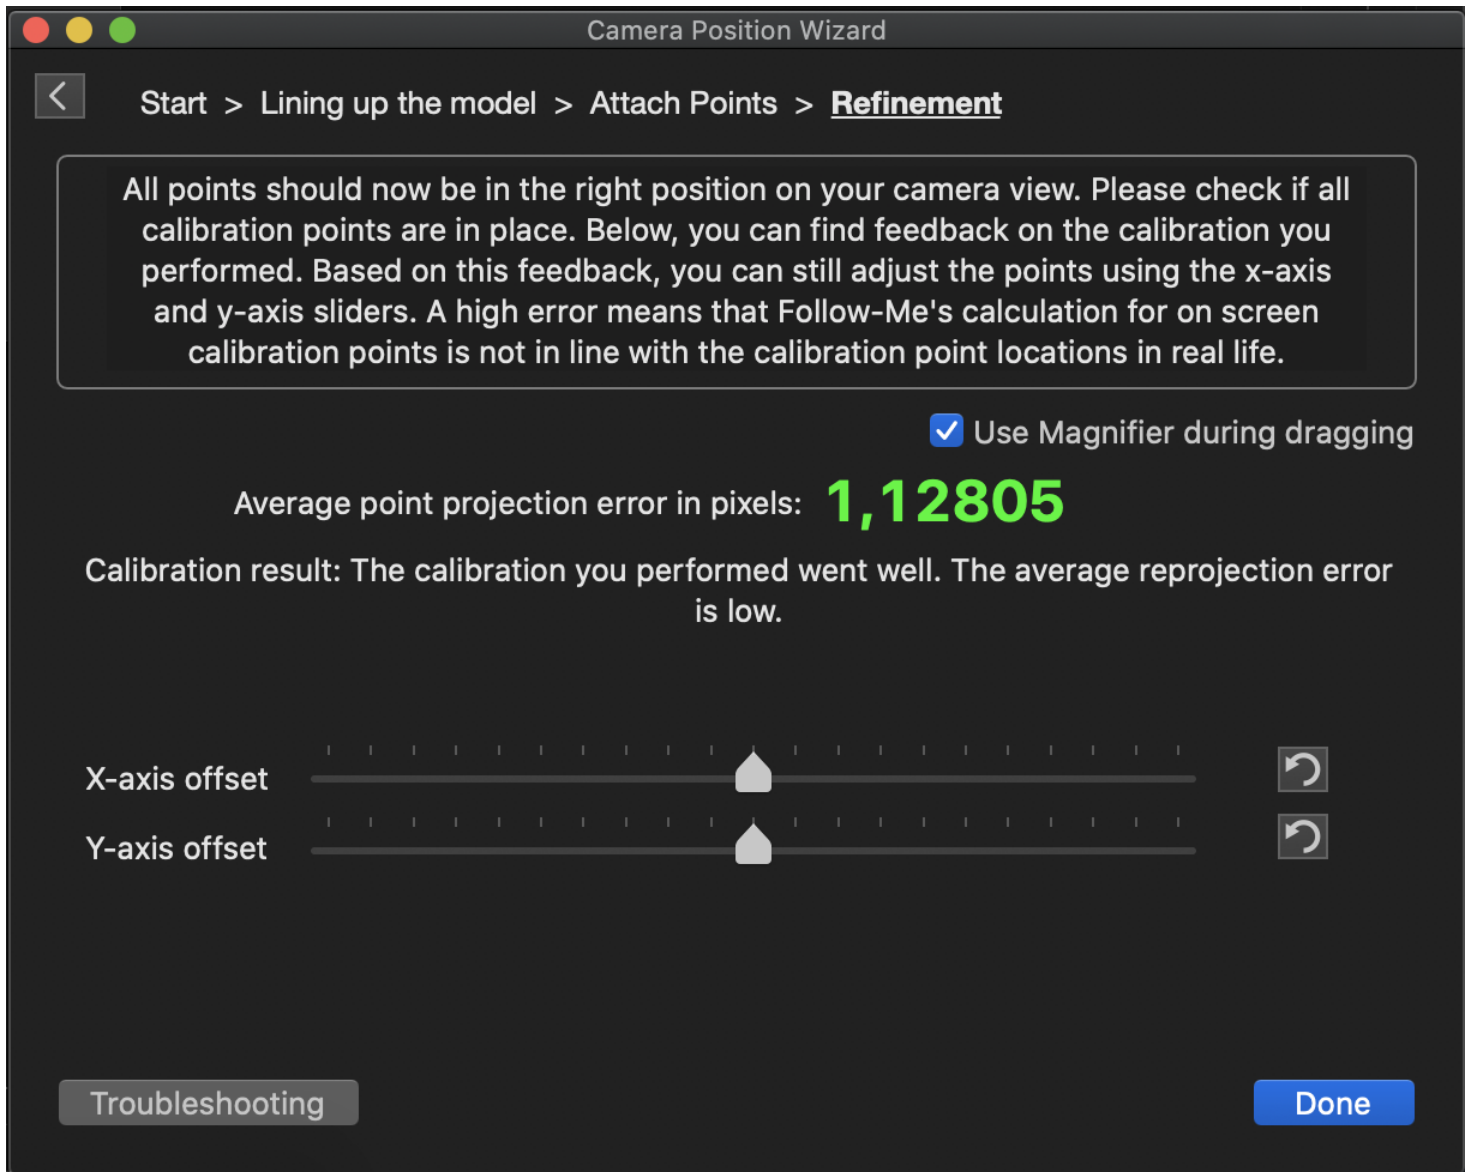 Camera Position Wizard
Start > Lining up the model > Attach Points > Refinement
All points should now be in the right position on your camera view. Please check if all
calibration points are in place. Below, you can find feedback on the calibration you
performed. Based on this feedback, you can still adjust the points using the x-axis
and y-axis sliders. A high error means that Follow-Me's calculation for on screen
calibration points is not in line with the calibration point locations in real life.
Use Magnifier during dragging
Average point projection error in pixels: 1,12805
Calibration result: The calibration you performed went well. The average reprojection error
is low.
X-axis offset
Y-axis offset
Troubleshooting
Done